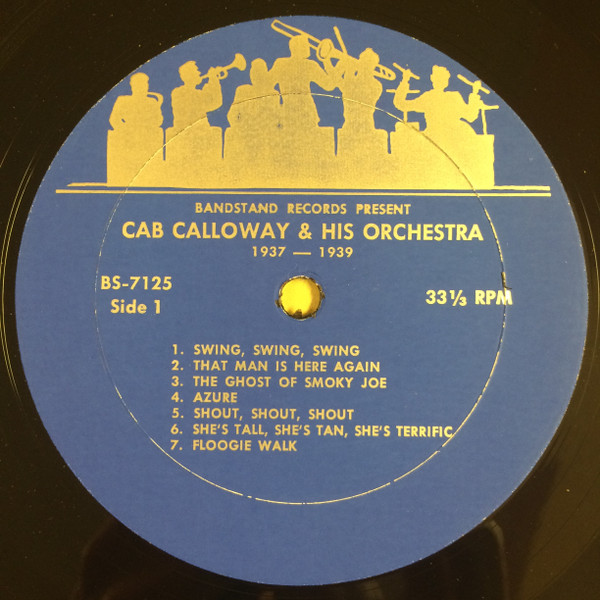 BANDSTAND RECORDS PRESENT
CAB CALLOWAY & HIS ORCHESTRA
1937 — 1939
BS-7125
Side 1
33⅓ RPM
1. SWING, SWING, SWING
2. THAT MAN IS HERE AGAIN
3. THE GHOST OF SMOKY JOE
4. AZURE
5. SHOUT, SHOUT, SHOUT
6. SHE'S TALL, SHE'S TAN, SHE'S TERRIFIC
7. FLOOGIE WALK